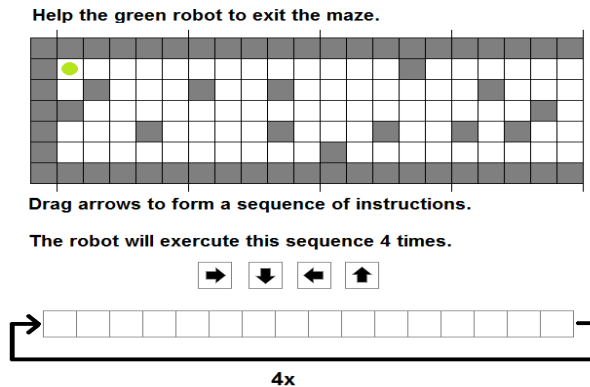 Help the green robot to exit the maze.
Drag arrows to form a sequence of instructions.
The robot will exercute this sequence 4 times.
4x